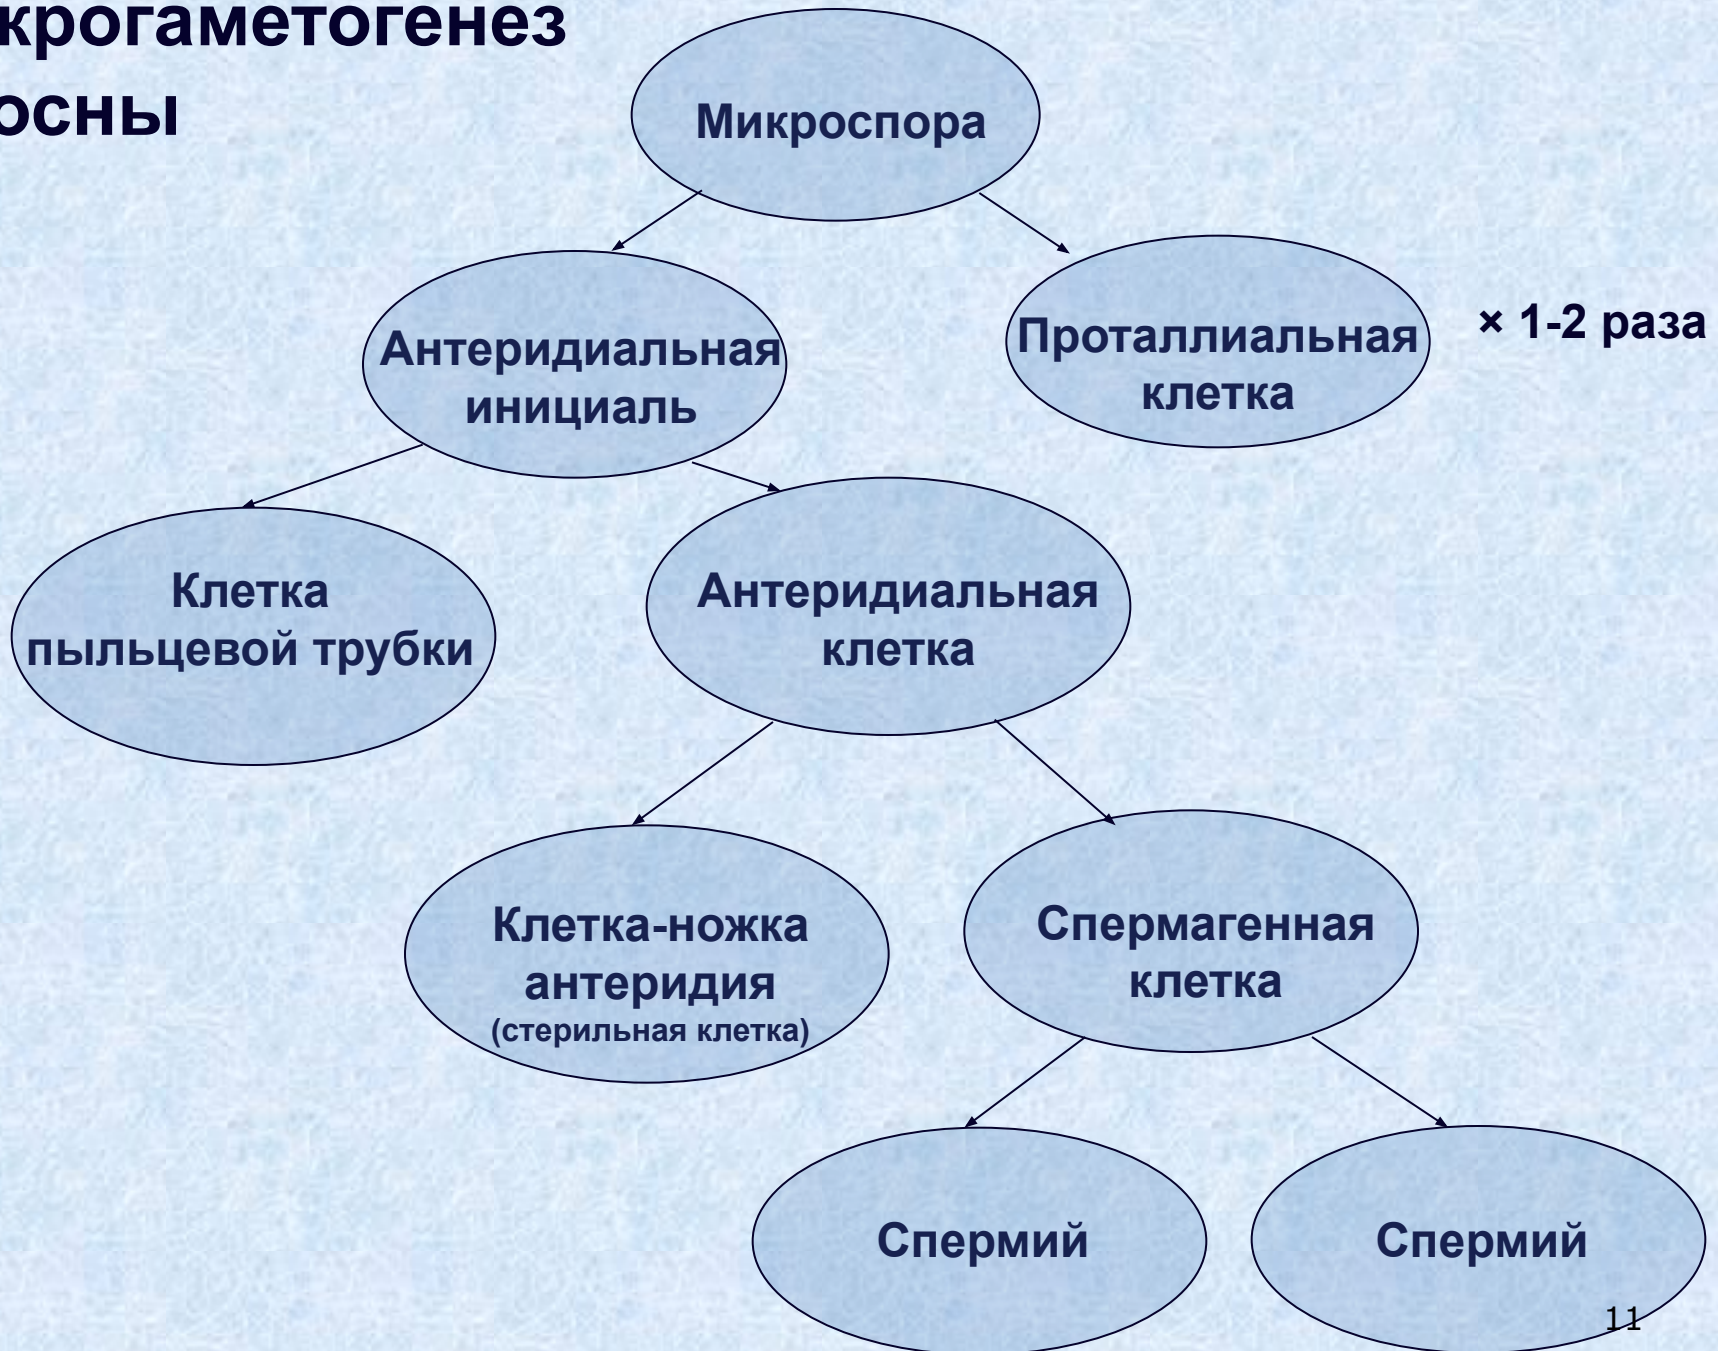 крогаметогенез
осны
Микроспора
Антеридиальная
инициаль
Проталлиальная
клетка
× 1-2 раза
Клетка
пыльцевой трубки
Антеридиальная
клетка
Клетка-ножка
антеридия
(стерильная клетка)
Спермагенная
клетка
Спермий
Спермий
11